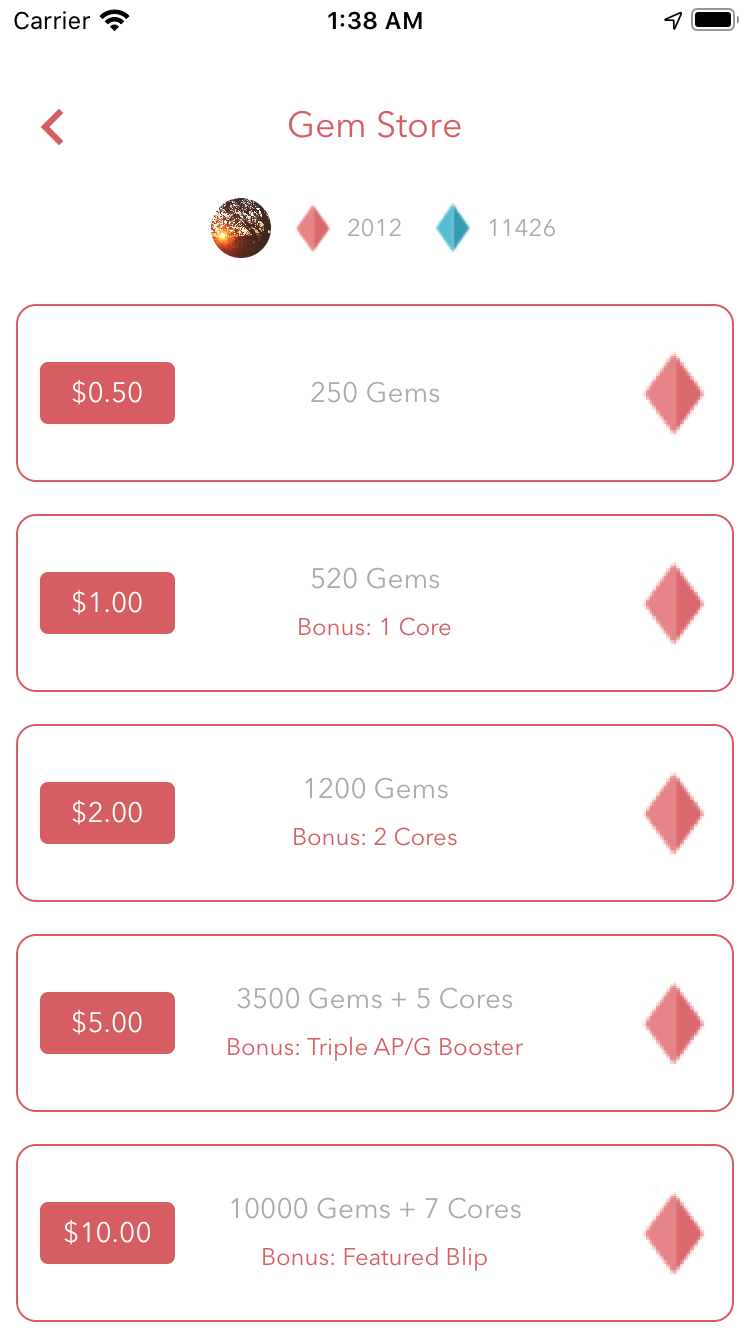 Carrier 1:38 AM
Gem Store
2012 11426
$0.50 250 Gems
$1.00 520 Gems
Bonus: 1 Core
$2.00 1200 Gems
Bonus: 2 Cores
$5.00 3500 Gems + 5 Cores
Bonus: Triple AP/G Booster
$10.00 10000 Gems + 7 Cores
Bonus: Featured Blip